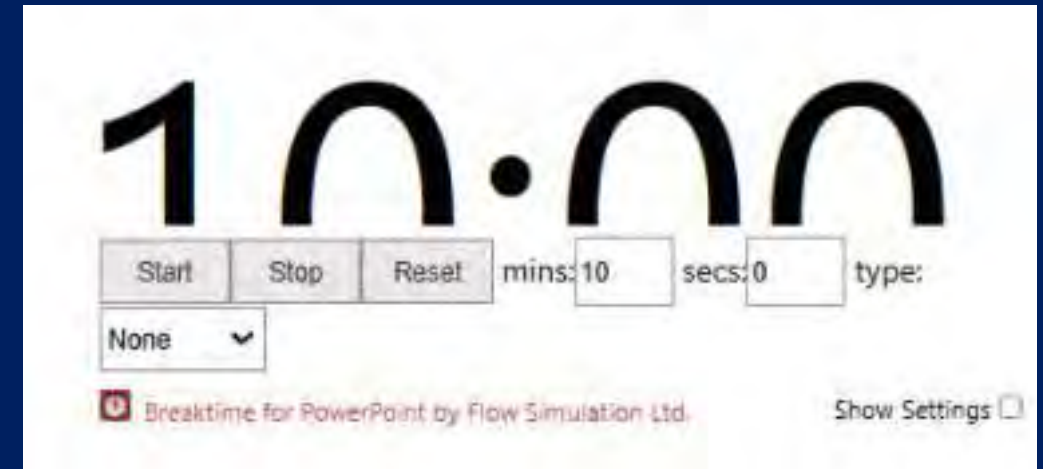 10:00
Start Stop Reset mins:10 secs:0 type:
None
Breaktime for PowerPoint by Flow Simulation Ltd.
Show Settings